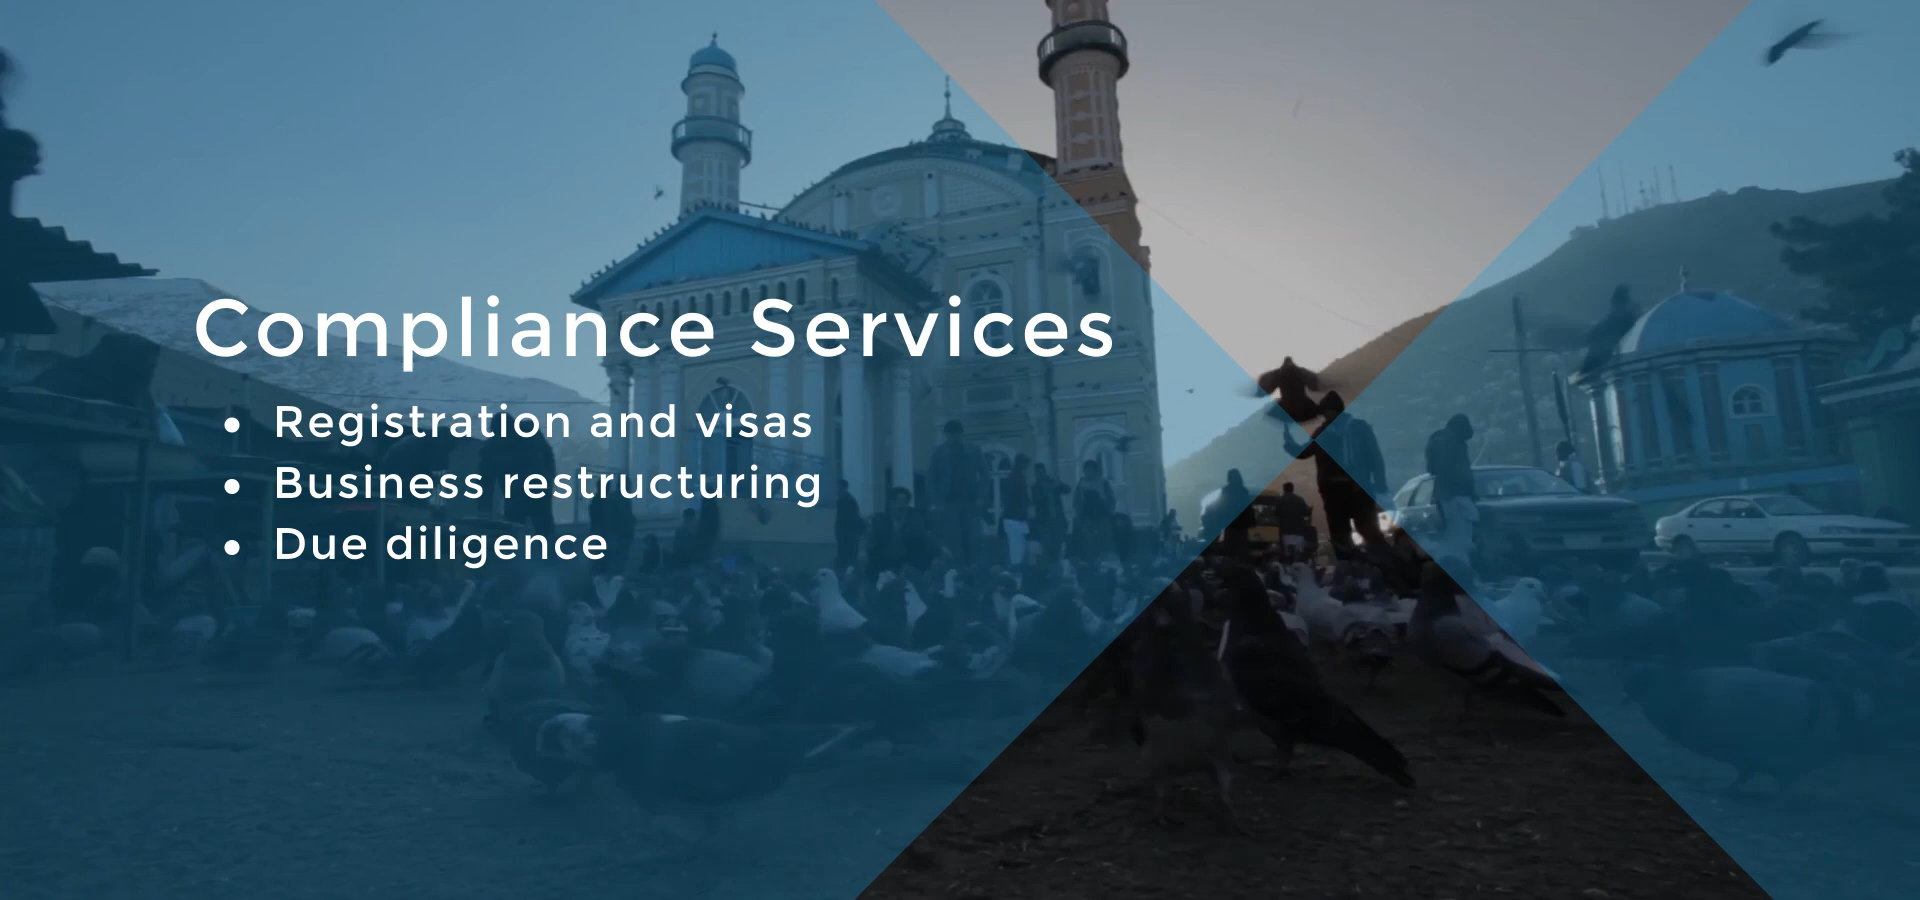 Compliance Services
• Registration and visas
• Business restructuring
• Due diligence